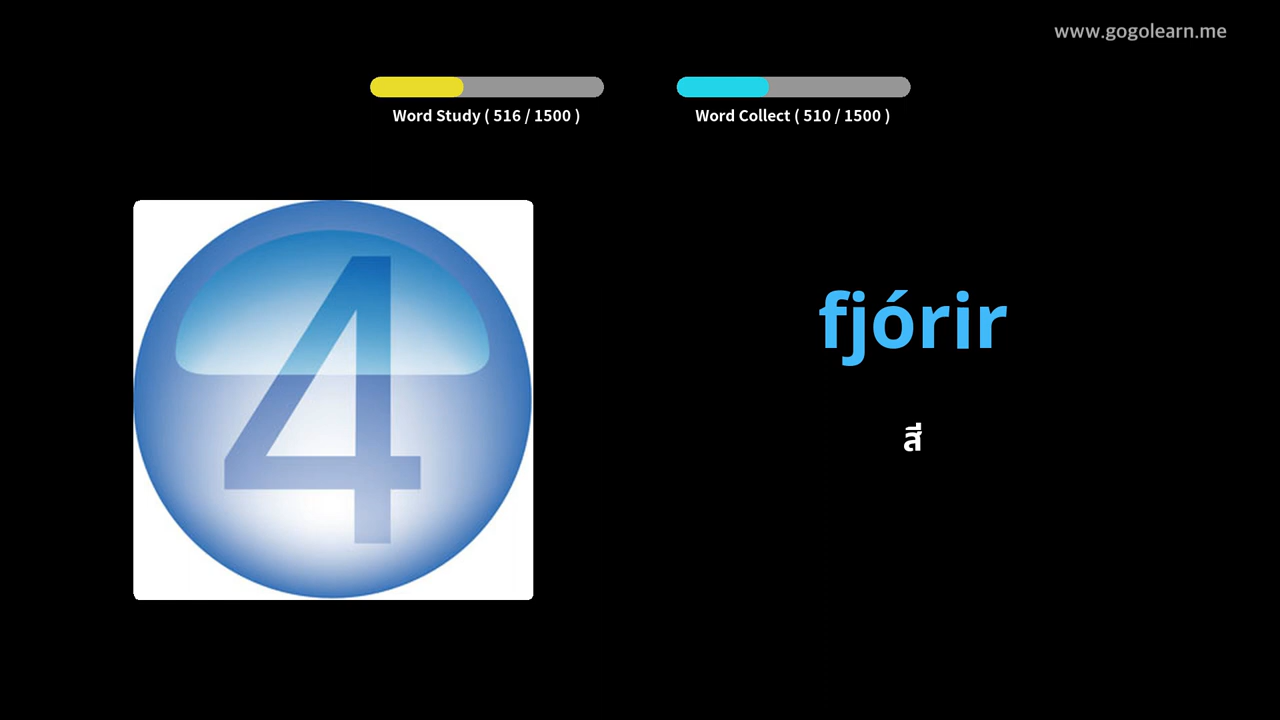 www.gogolearn.me
Word Study ( 516 / 1500 )
Word Collect ( 510 / 1500 )
4
fjórir
สี่